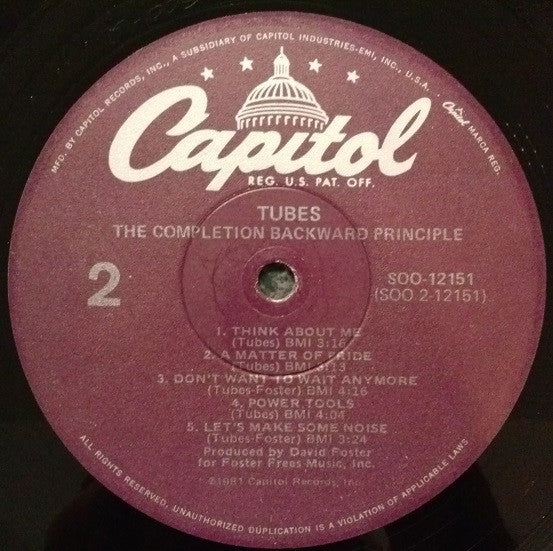 MFD. BY CAPITOL RECORDS, INC., A SUBSIDIARY OF CAPITOL INDUSTRIES-EMI, INC., U.S.A. Capitol MARCA REG.
Capitol
REG. U.S. PAT. OFF.
TUBES
THE COMPLETION BACKWARD PRINCIPLE
2
SOO-12151
(SOO 2-12151)
1. THINK ABOUT ME
(Tubes) BMI 3:16
2. A MATTER OF PRIDE
(Tubes) BMI 3:13
3. DON'T WANT TO WAIT ANYMORE
(Tubes-Foster) BMI 4:16
4. POWER TOOLS
(Tubes) BMI 4:04
5. LET'S MAKE SOME NOISE
(Tubes-Foster) BMI 3:24
Produced by David Foster
for Foster Frees Music, Inc.
℗1981 Capitol Records, Inc.
ALL RIGHTS RESERVED. UNAUTHORIZED DUPLICATION IS A VIOLATION OF APPLICABLE LAWS